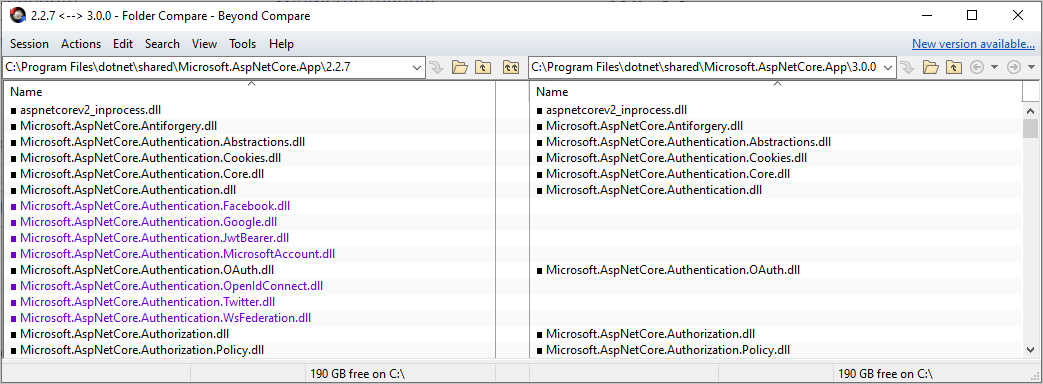 2.2.7 <--> 3.0.0 - Folder Compare - Beyond Compare
Session Actions Edit Search View Tools Help New version available...
C:\Program Files\dotnet\shared\Microsoft.AspNetCore.App\2.2.7 C:\Program Files\dotnet\shared\Microsoft.AspNetCore.App\3.0.0
Name Name
aspnetcorev2_inprocess.dll aspnetcorev2_inprocess.dll
Microsoft.AspNetCore.Antiforgery.dll Microsoft.AspNetCore.Antiforgery.dll
Microsoft.AspNetCore.Authentication.Abstractions.dll Microsoft.AspNetCore.Authentication.Abstractions.dll
Microsoft.AspNetCore.Authentication.Cookies.dll Microsoft.AspNetCore.Authentication.Cookies.dll
Microsoft.AspNetCore.Authentication.Core.dll Microsoft.AspNetCore.Authentication.Core.dll
Microsoft.AspNetCore.Authentication.dll Microsoft.AspNetCore.Authentication.dll
Microsoft.AspNetCore.Authentication.Facebook.dll
Microsoft.AspNetCore.Authentication.Google.dll
Microsoft.AspNetCore.Authentication.JwtBearer.dll
Microsoft.AspNetCore.Authentication.MicrosoftAccount.dll
Microsoft.AspNetCore.Authentication.OAuth.dll Microsoft.AspNetCore.Authentication.OAuth.dll
Microsoft.AspNetCore.Authentication.OpenIdConnect.dll
Microsoft.AspNetCore.Authentication.Twitter.dll
Microsoft.AspNetCore.Authentication.WsFederation.dll
Microsoft.AspNetCore.Authorization.dll Microsoft.AspNetCore.Authorization.dll
Microsoft.AspNetCore.Authorization.Policy.dll Microsoft.AspNetCore.Authorization.Policy.dll
190 GB free on C:\ 190 GB free on C:\